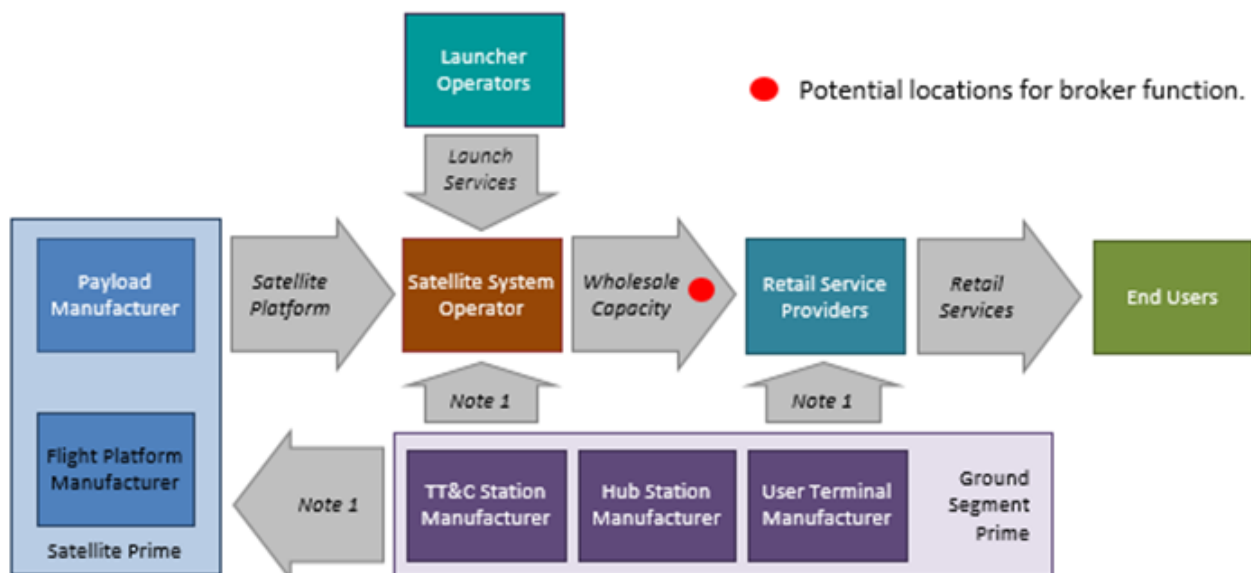 Launcher
Operators
Potential locations for broker function.
Launch
Services
Payload
Manufacturer
Satellite
Platform
Satellite System
Operator
Wholesale
Capacity
Retail Service
Providers
Retail
Services
End Users
Note 1
Note 1
Flight Platform
Manufacturer
Note 1
TT&C Station
Manufacturer
Hub Station
Manufacturer
User Terminal
Manufacturer
Ground
Segment
Prime
Satellite Prime